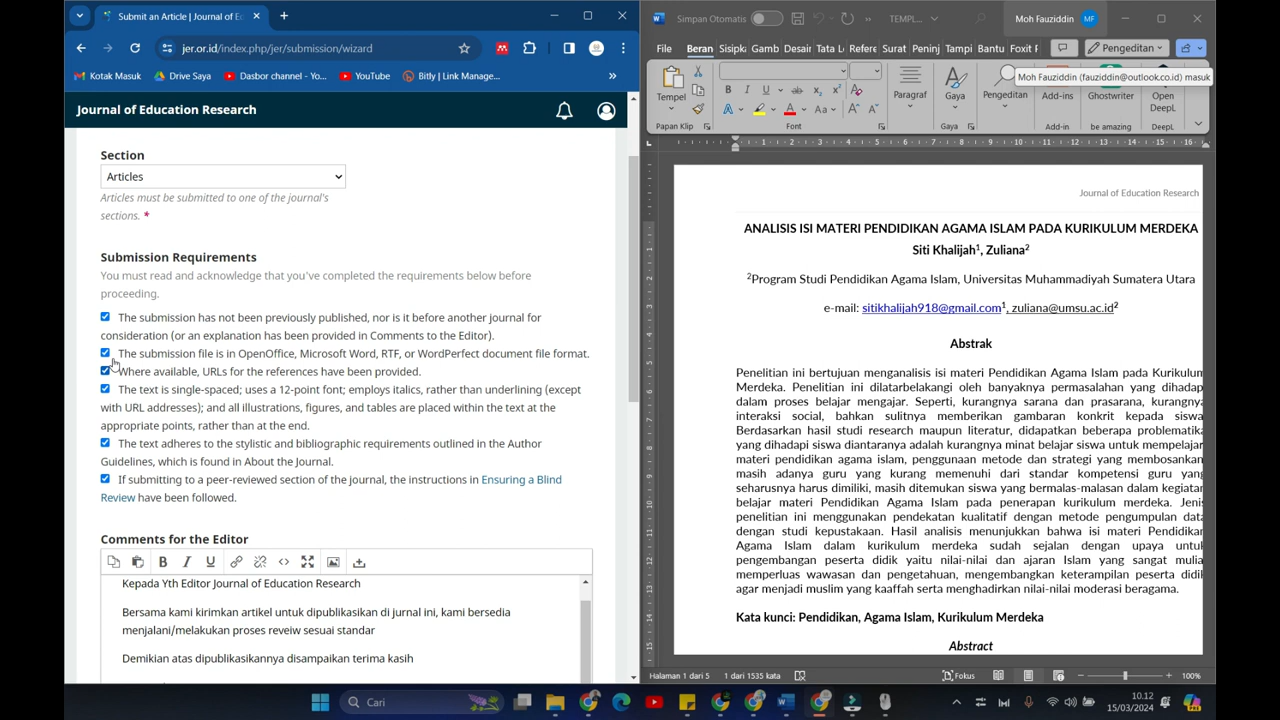 Submit an Article | Journal of E
jer.or.id/index.php/jer/submission/wizard
Kotak Masuk
Drive Saya
Dasbor channel - Yo...
YouTube
Bitly | Link Manage...
Journal of Education Research
Section
Articles
Articles must be submitted to one of the journal's
sections. *
Submission Requirements
You must read and acknowledge that you've completed the requirements below before
proceeding.
The submission has not been previously published, nor is it before another journal for
consideration (or an explanation has been provided in Comments to the Editor).
The submission file is in OpenOffice, Microsoft Word, RTF, or WordPerfect document file format.
Where available, URLs for the references have been provided.
The text is single-spaced; uses a 12-point font; employs italics, rather than underlining (except
with URL addresses); and all illustrations, figures, and tables are placed within the text at the
appropriate points, rather than at the end.
The text adheres to the stylistic and bibliographic requirements outlined in the Author
Guidelines, which is found in About the Journal.
If submitting to a peer-reviewed section of the journal, the instructions in Ensuring a Blind
Review have been followed.
Comments for the Editor
Kepada Yth Editor Journal of Education Research
Bersama kami kirimkan artikel untuk dipublikasikan di jurnal ini, kami bersedia
menjalani/melakukan proses reveiw sesuai standar
Demikian atas dipublikasikannya disampaikan terima kasih
Simpan Otomatis
TEMPL...
Moh Fauziddin
MF
File Beran Sisipk Gamb Desai Tata L Refere Surat Peninj Tampi Bantu Foxit F
Pengeditan
Moh Fauziddin (fauziddin@outlook.co.id) masuk
Tempel
Paragraf
Gaya
Pengeditan
Add-ins
Ghostwriter
be amazing
Open
DeepL
Papan Klip
Font
Gaya
Add-in
be amazing
DeepL
Journal of Education Research
ANALISIS ISI MATERI PENDIDIKAN AGAMA ISLAM PADA KURIKULUM MERDEKA
Siti Khalijah1, Zuliana2
2Program Studi Pendidikan Agama Islam, Universitas Muhammadiyah Sumatera Utara
e-mail: sitikhalijah918@gmail.com1, zuliana@umsu.ac.id2
Abstrak
Penelitian ini bertujuan menganalisis isi materi Pendidikan Agama Islam pada Kurikulum
Merdeka. Penelitian ini dilatarbelakangi oleh banyaknya permasalahan yang dihadap
dalam proses belajar mengajar. Seperti, kurangnya sarana dan prasarana, kurangny
interaksi social, bahkan sulitnya memberikan gambaran konkrit kepada siswa
Berdasarkan hasil studi research maupun literatur, didapatkan beberapa problematika
yang dihadapi siswa diantaranya adalah kurangnya minat belajar siswa untuk mempelajar
materi pendidikan agama islam, penggunaan metode dan strategi yang membosankan
masih adanya guru yang kurang memenuhi dari standar kompetensi guru yang
seharusnya harus dimiliki, masih ditemukan siswa yang bermalas-malasan dalam kegiatan
belajar materi Pendidikan Agama Islam pada penerapan kurikulum merdeka. Jenis
penelitian ini menggunakan pendekatan kualitatif dengan metode pengumpulan data
dengan studi kepustakaan. Hasil analisis menunjukkan bahwa isi materi Pendidikan
Agama Islam dalam kurikulum merdeka sudah sejalan dengan upaya untuk
pengembangan peserta didik yaitu nilai-nilai dan ajaran Islam yang sangat mulia
memperluas wawasan dan pengetahuan, mengembangkan keterampilan peserta didik
agar menjadi muslim yang kaaffah serta menghadirkan nilai-nilai moderasi beragama.
Kata kunci: Pendidikan, Agama Islam, Kurikulum Merdeka
Abstract
Halaman 1 dari 5
1 dari 1535 kata
Fokus
100%
Cari
10.12
15/03/2024